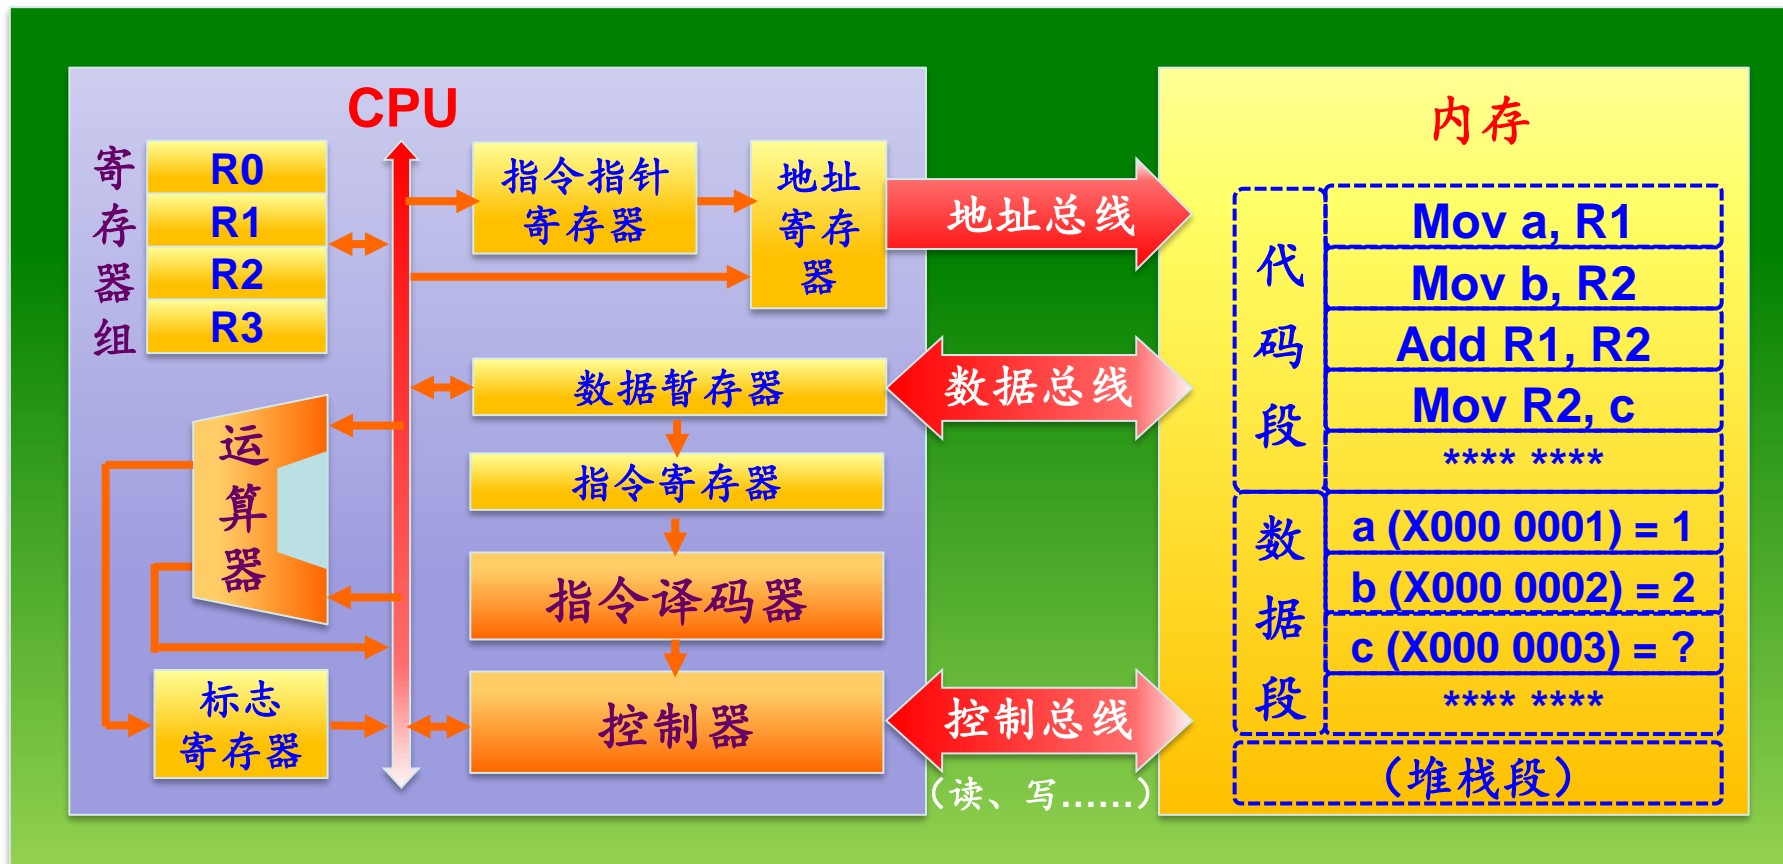 CPU
寄存器组
R0
R1
R2
R3
指令指针
寄存器
地址
寄存
器
地址总线
数据暂存器
数据总线
指令寄存器
运算器
指令译码器
标志
寄存器
控制器
控制总线
（读、写……）
内存
代码段
Mov a, R1
Mov b, R2
Add R1, R2
Mov R2, c
**** ****
数据段
a (X000 0001) = 1
b (X000 0002) = 2
c (X000 0003) = ?
**** ****
（堆栈段）